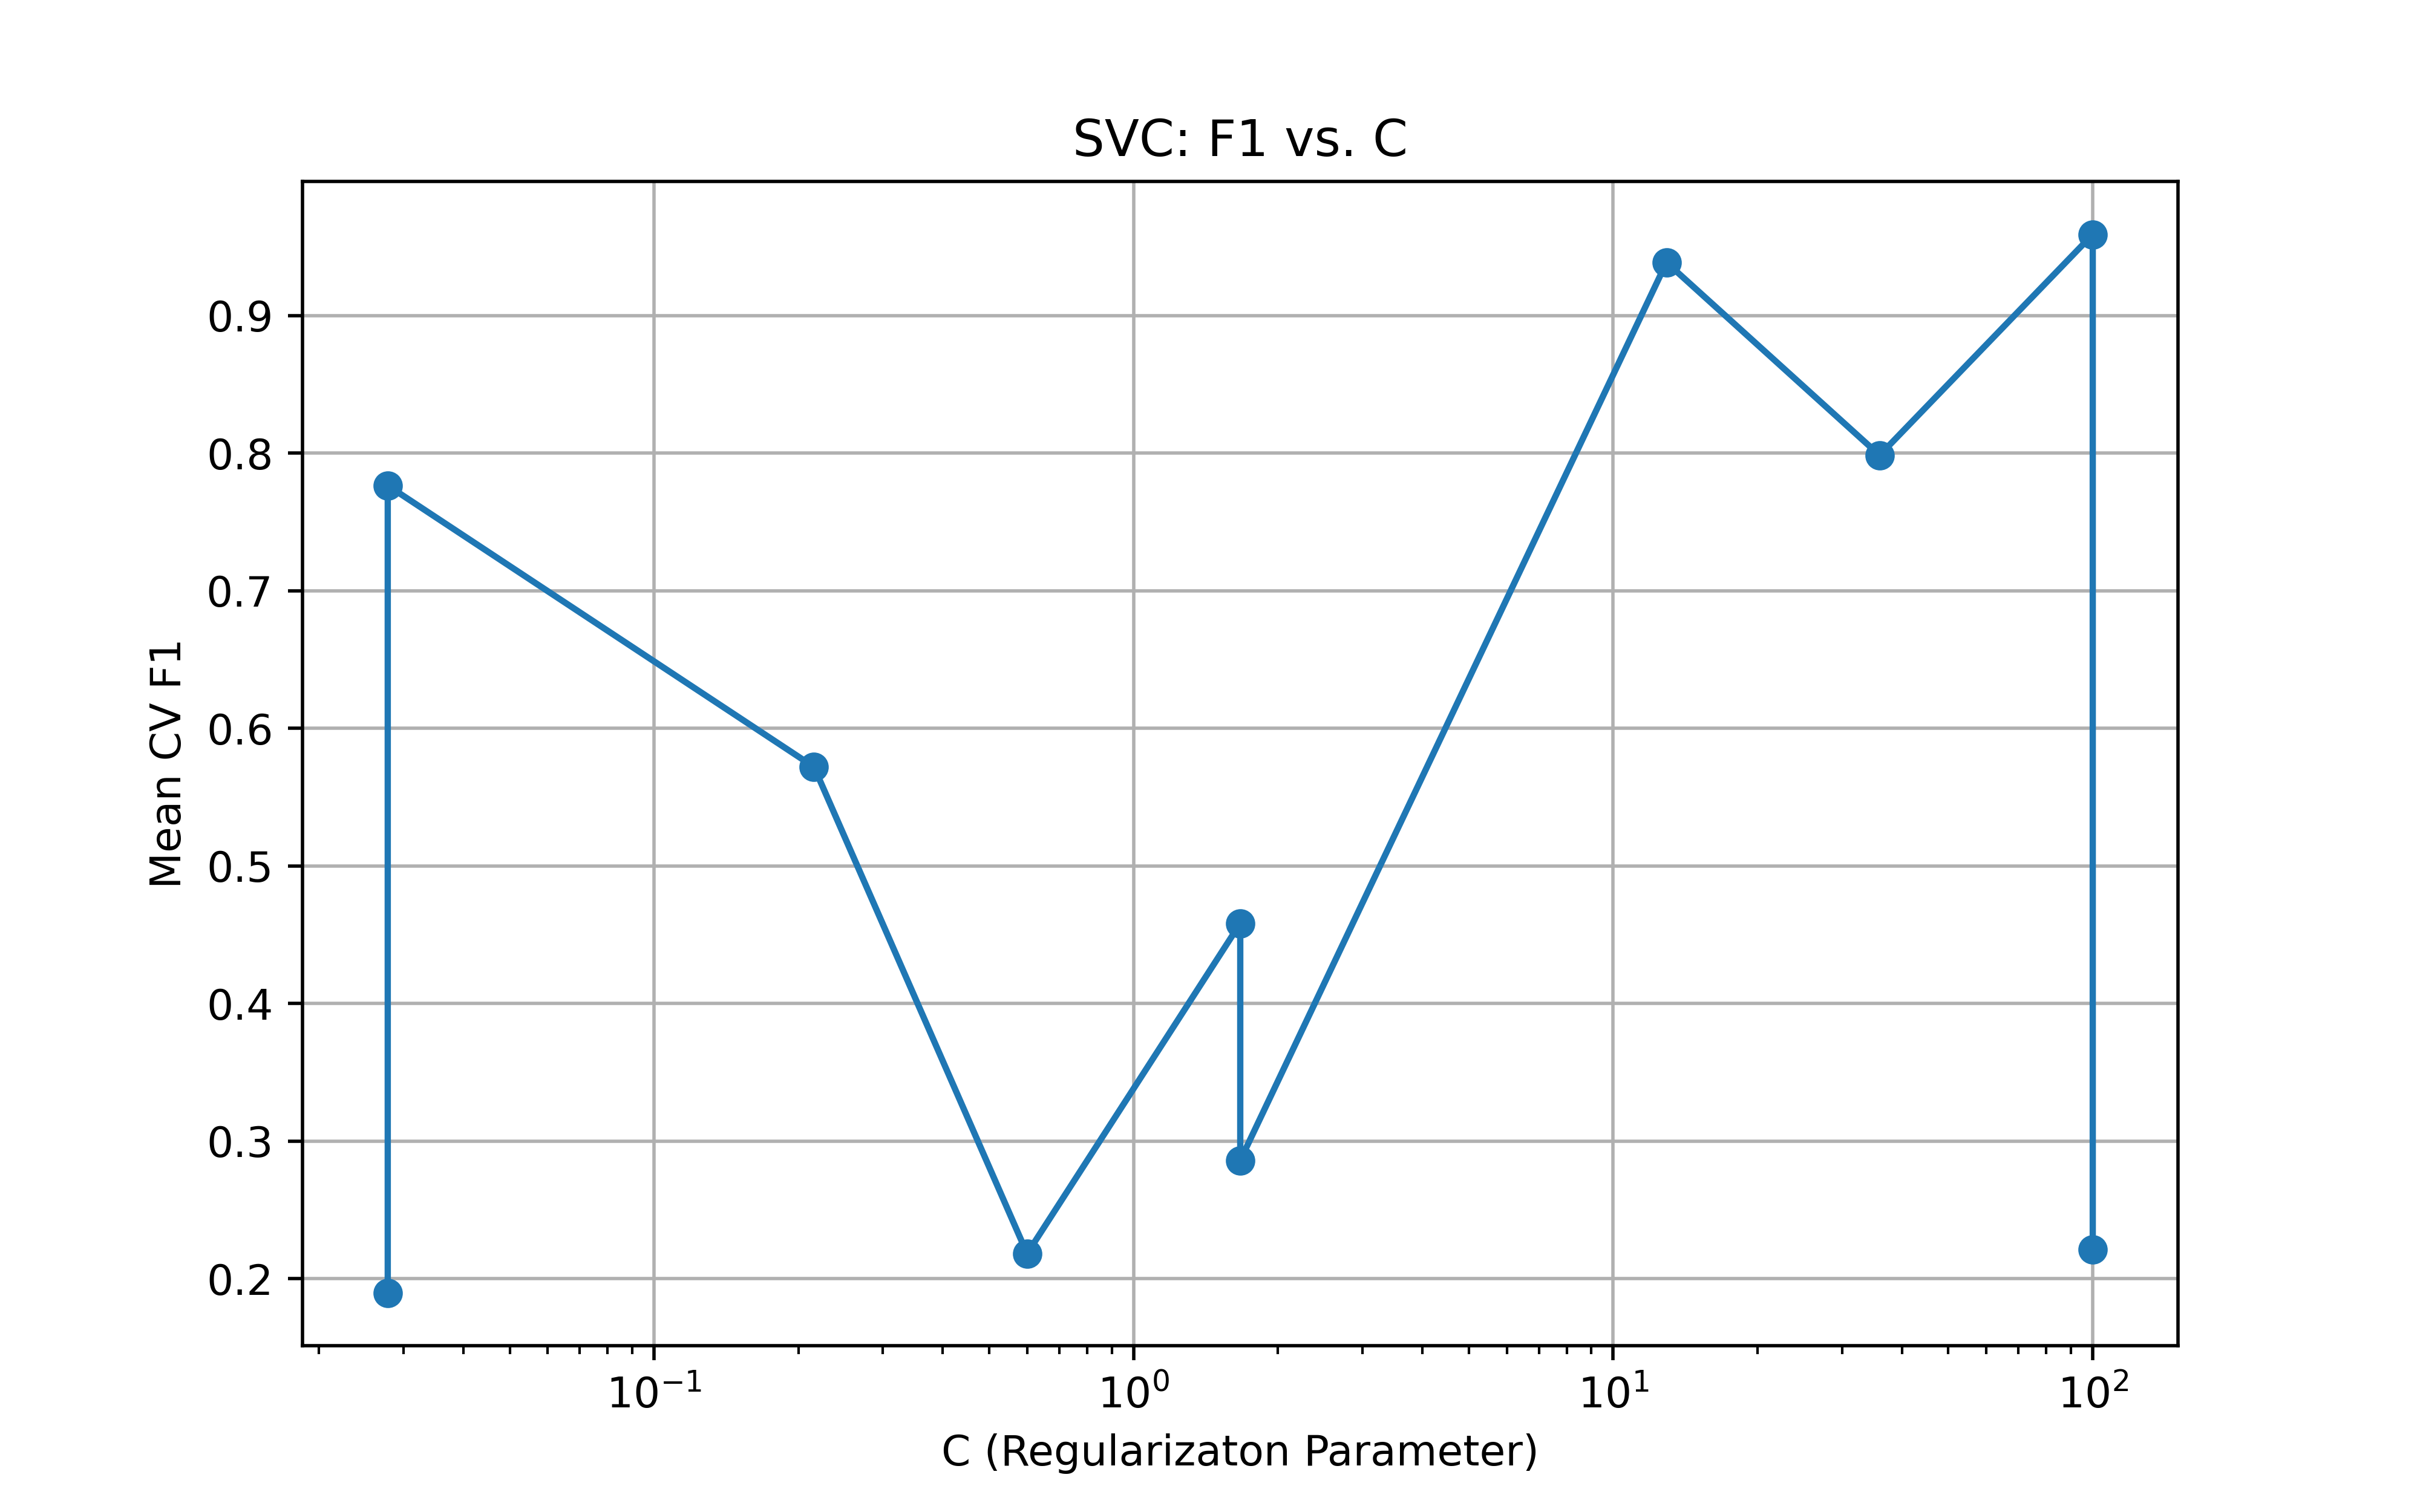 SVC: F1 vs. C
0.9
0.8
0.7
0.6
0.5
0.4
0.3
0.2
Mean CV F1
10⁻¹ 10⁰ 10¹ 10²
C (Regularizaton Parameter)